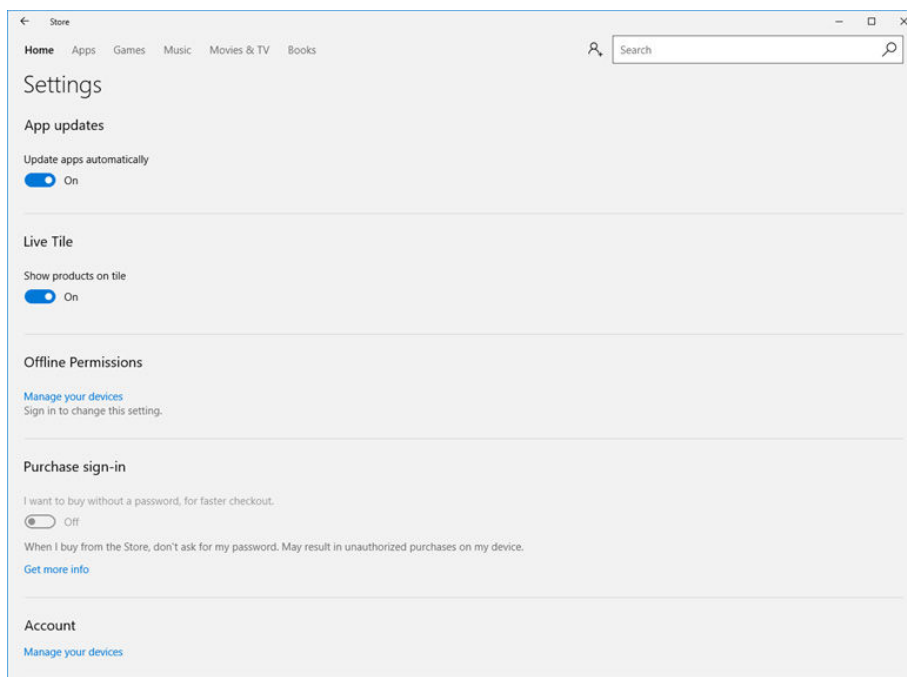 Store
Home Apps Games Music Movies & TV Books Search
Settings
App updates
Update apps automatically
On
Live Tile
Show products on tile
On
Offline Permissions
Manage your devices
Sign in to change this setting.
Purchase sign-in
I want to buy without a password, for faster checkout.
Off
When I buy from the Store, don't ask for my password. May result in unauthorized purchases on my device.
Get more info
Account
Manage your devices